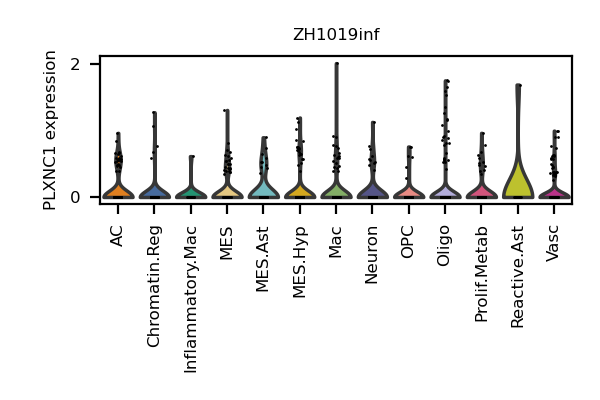 ZH1019inf
PLXNC1 expression
2
0
AC
Chromatin.Reg
Inflammatory.Mac
MES
MES.Ast
MES.Hyp
Mac
Neuron
OPC
Oligo
Prolif.Metab
Reactive.Ast
Vasc